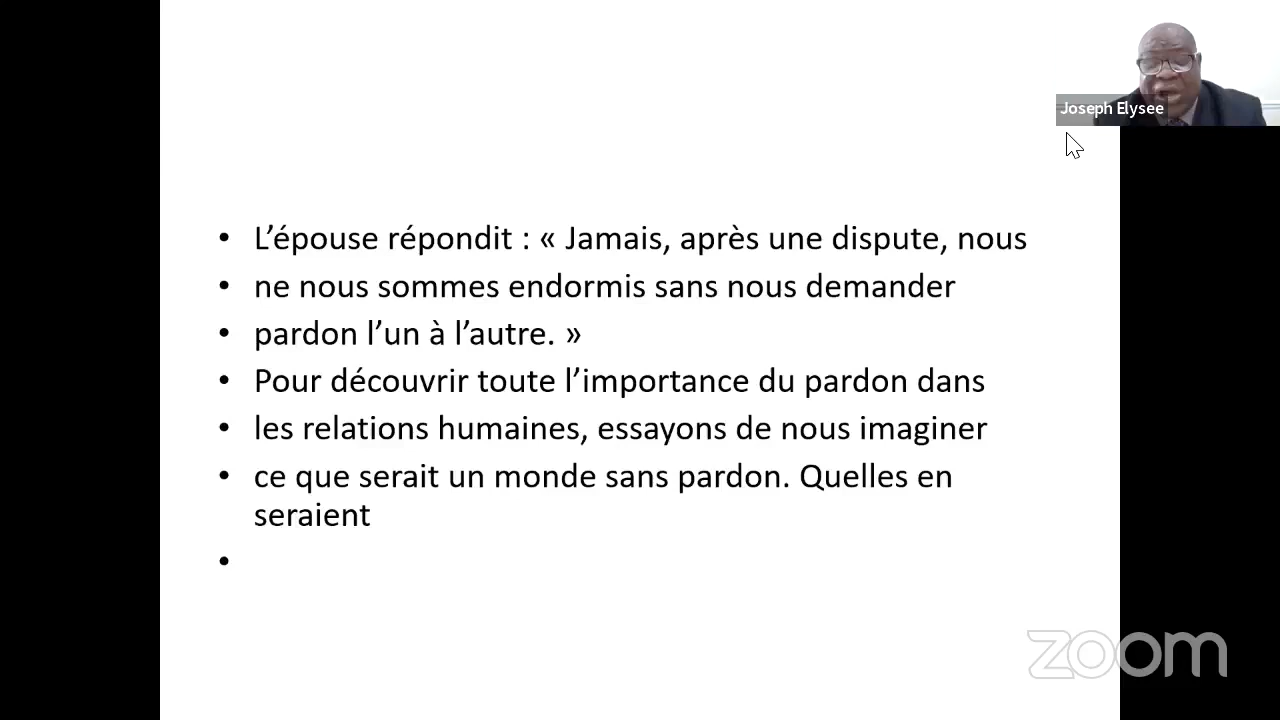 Joseph Elysee
• L’épouse répondit : « Jamais, après une dispute, nous
• ne nous sommes endormis sans nous demander
• pardon l’un à l’autre. »
• Pour découvrir toute l’importance du pardon dans
• les relations humaines, essayons de nous imaginer
• ce que serait un monde sans pardon. Quelles en
seraient
•
zoom